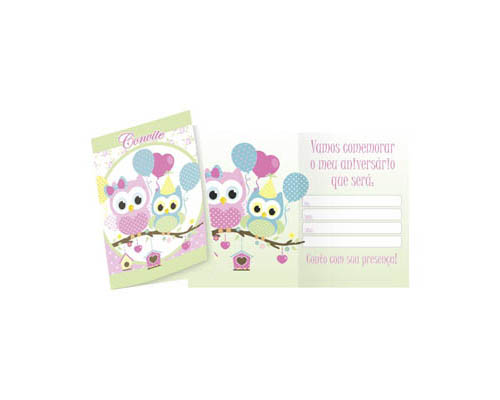 Convite
Vamos comemorar
o meu aniversário
que será:
Conto com sua presença!